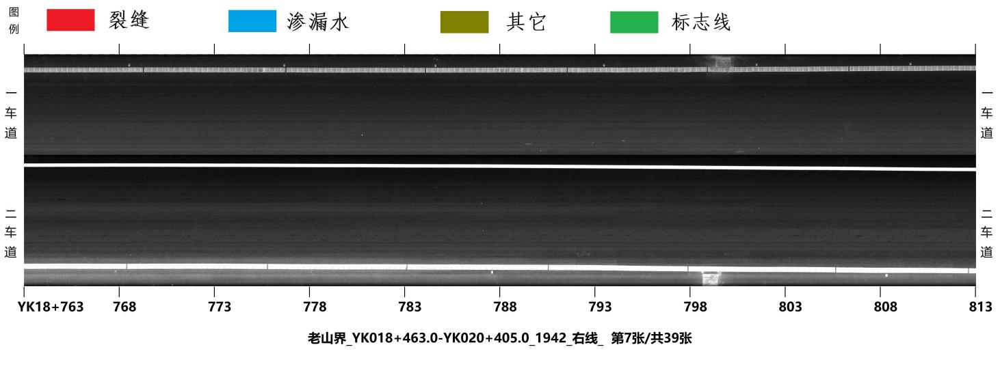 图例
裂缝 渗漏水 其它 标志线
一车道 一车道
二车道 二车道
YK18+763 768 773 778 783 788 793 798 803 808 813
老山界_YK018+463.0-YK020+405.0_1942_右线_ 第7张/共39张